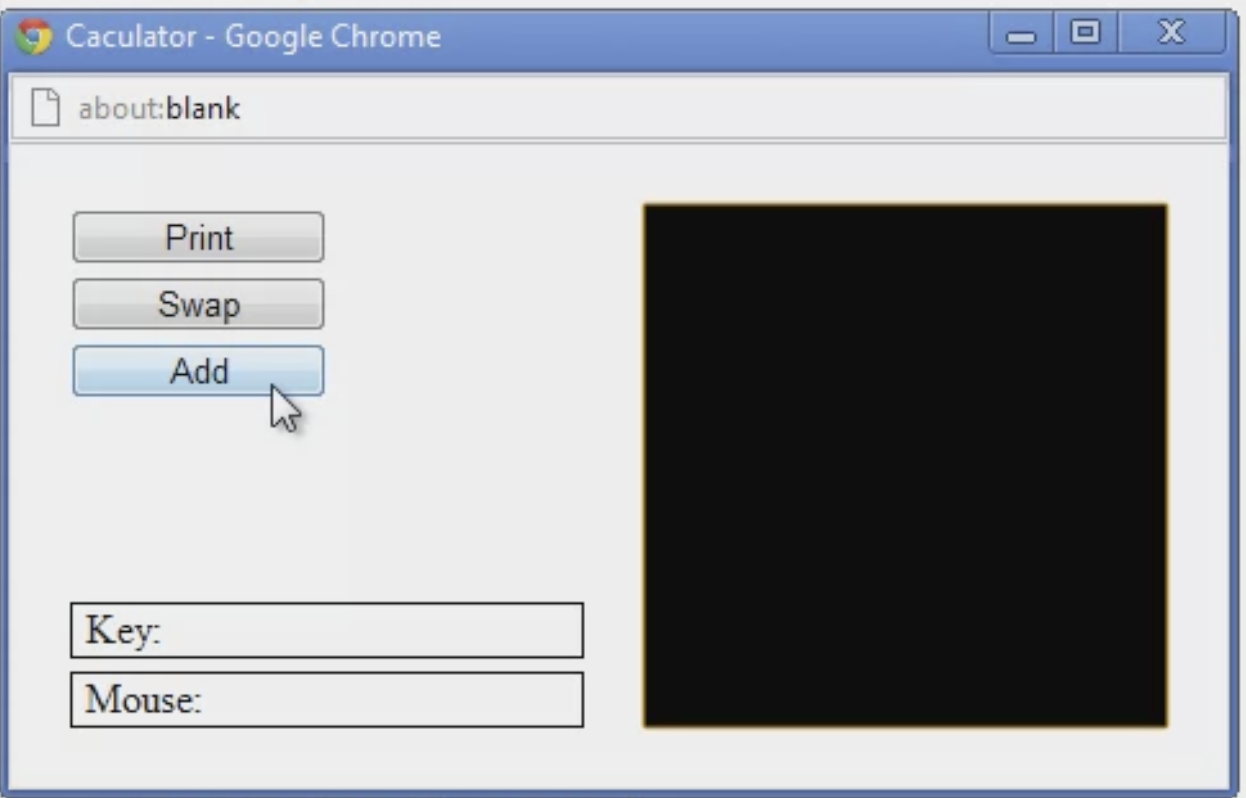 Caculator - Google Chrome
about:blank
Print
Swap
Add
Key:
Mouse: